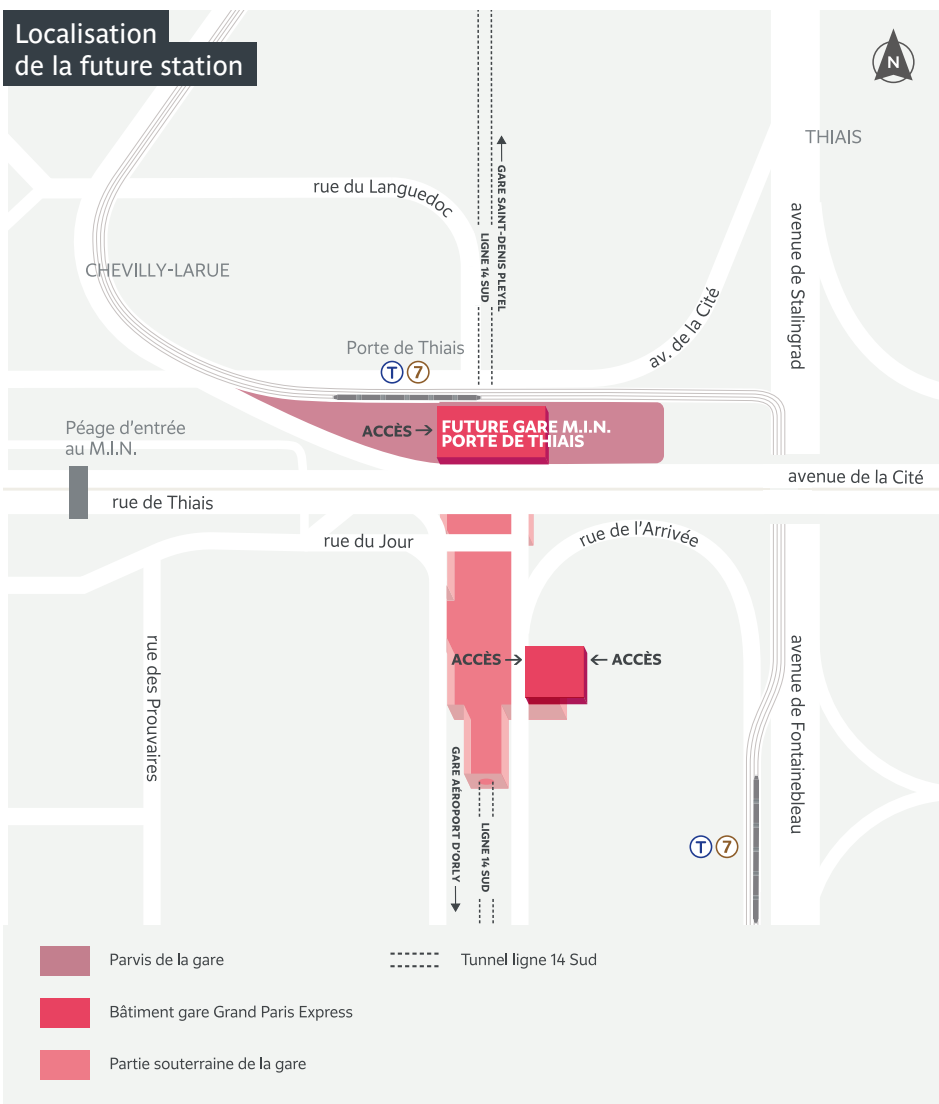 Localisation
de la future station
N
THIAIS
rue du Languedoc
GARE SAINT-DENIS PLEYEL
LIGNE 14 SUD
avenue de Stalingrad
CHEVILLY-LARUE
av. de la Cité
Porte de Thiais
T 7
ACCÈS
FUTURE GARE M.I.N.
PORTE DE THIAIS
Péage d'entrée
au M.I.N.
avenue de la Cité
rue de Thiais
rue du Jour
rue de l'Arrivée
rue des Prouvaires
ACCÈS
ACCÈS
avenue de Fontainebleau
GARE AÉROPORT D'ORLY
LIGNE 14 SUD
T 7
Parvis de la gare
Tunnel ligne 14 Sud
Bâtiment gare Grand Paris Express
Partie souterraine de la gare